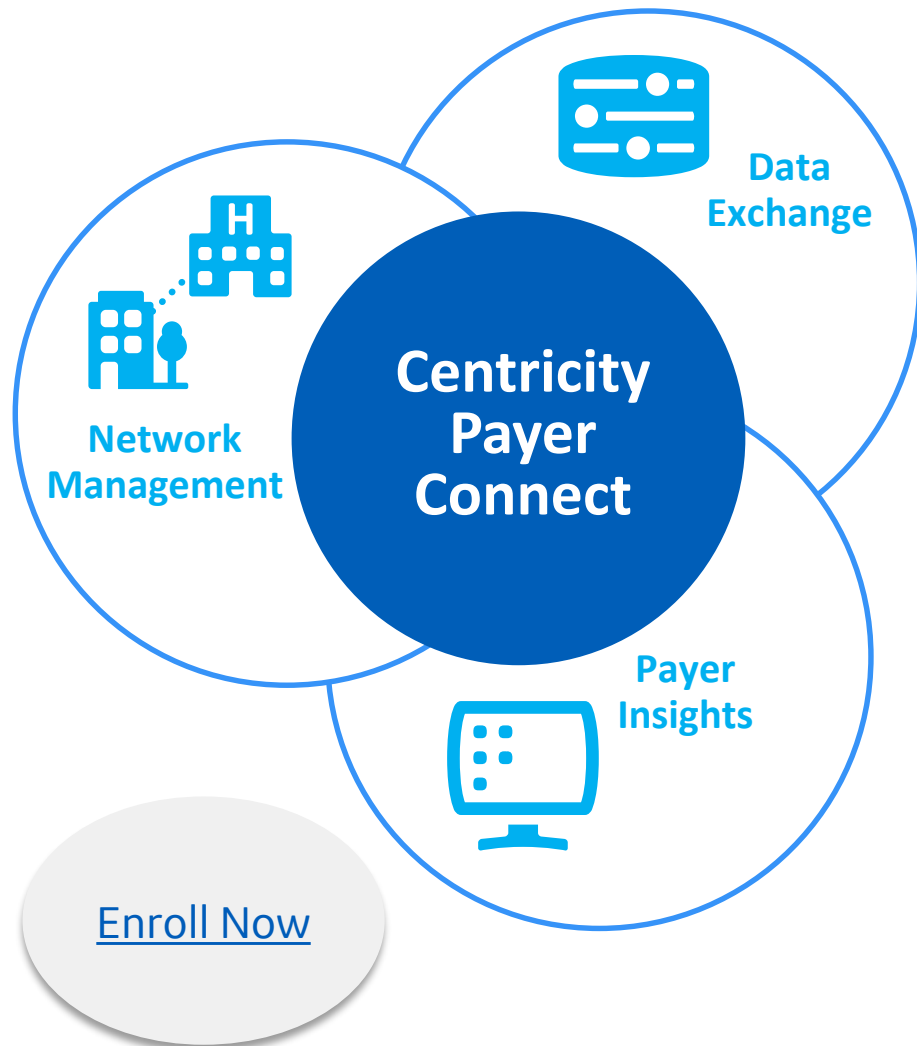 H
Data
Exchange
Network
Management
Centricity
Payer
Connect
Payer
Insights
Enroll Now